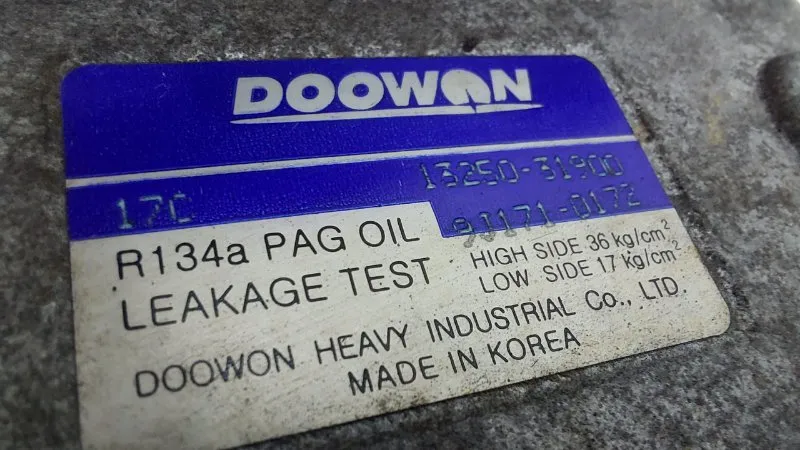 DOOWON
13250-31900
17C
9J171-0172
R134a PAG OIL
HIGH SIDE 36 kg/cm²
LEAKAGE TEST
LOW SIDE 17 kg/cm²
DOOWON HEAVY INDUSTRIAL Co., LTD.
MADE IN KOREA